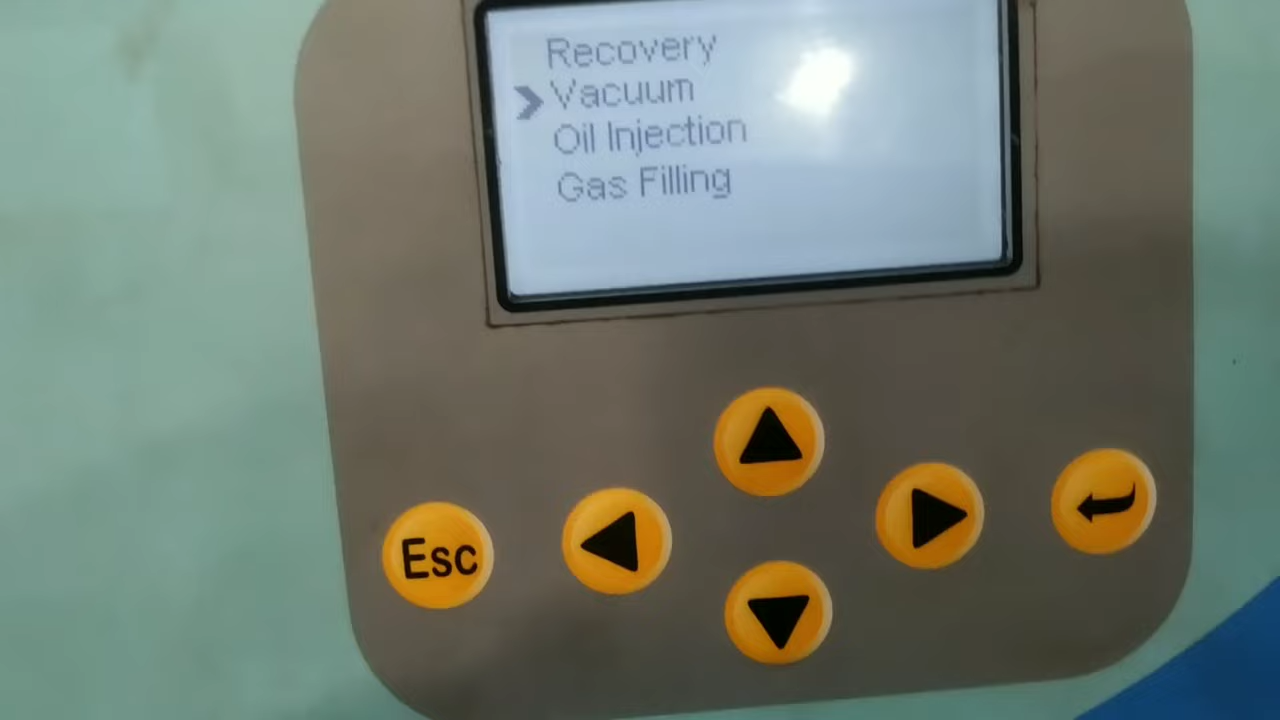 Recovery
Vacuum
Oil Injection
Gas Filling
Esc